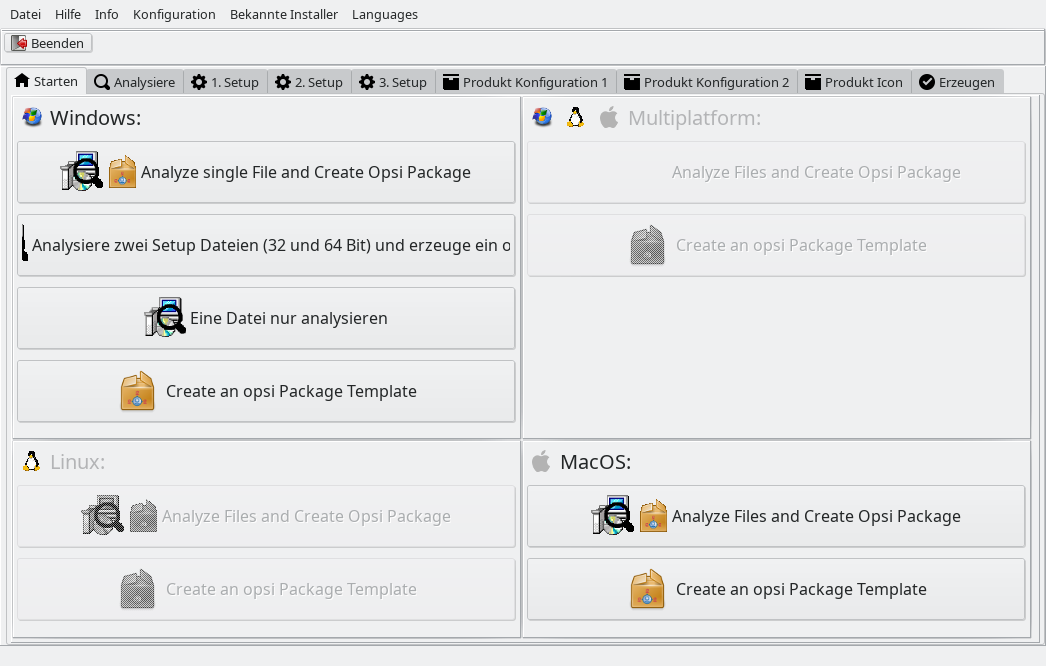 Datei Hilfe Info Konfiguration Bekannte Installer Languages
Beenden
Starten Analysiere 1. Setup 2. Setup 3. Setup Produkt Konfiguration 1 Produkt Konfiguration 2 Produkt Icon Erzeugen
Windows:
Analyze single File and Create Opsi Package
Analysiere zwei Setup Dateien (32 und 64 Bit) und erzeuge ein o
Eine Datei nur analysieren
Create an opsi Package Template
Multiplatform:
Analyze Files and Create Opsi Package
Create an opsi Package Template
Linux:
Analyze Files and Create Opsi Package
Create an opsi Package Template
MacOS:
Analyze Files and Create Opsi Package
Create an opsi Package Template